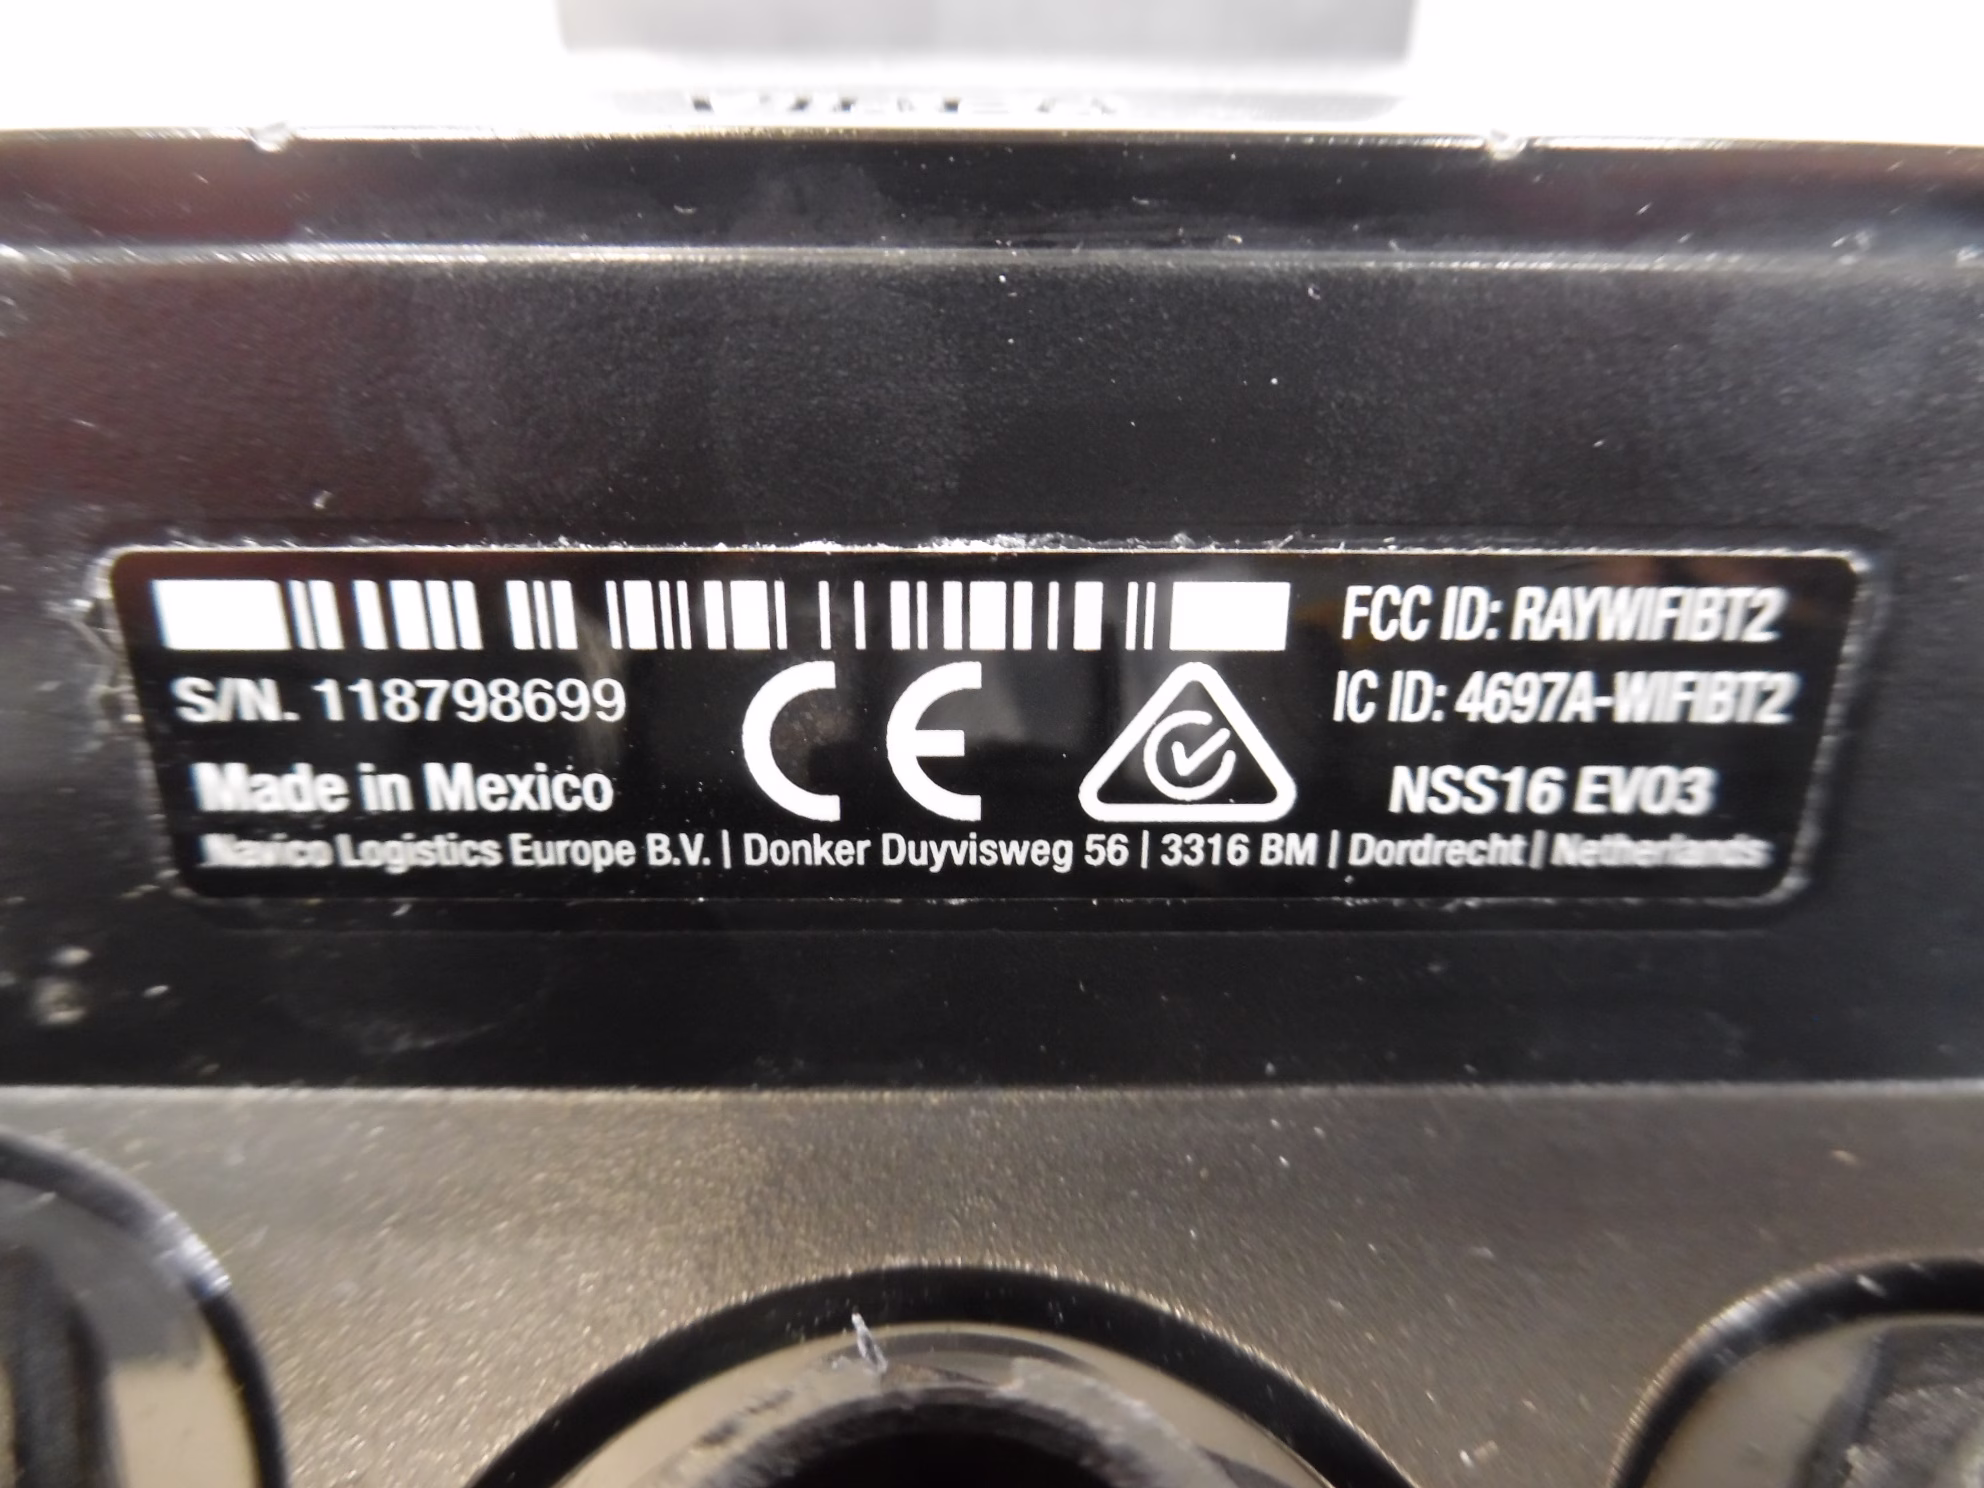 S/N. 118798699
Made in Mexico
CE
FCC ID: RAYWIFIBT2
IC ID: 4697A-WIFIBT2
NSS16 EVO3
Navico Logistics Europe B.V. | Donker Duyvisweg 56 | 3316 BM | Dordrecht | Netherlands